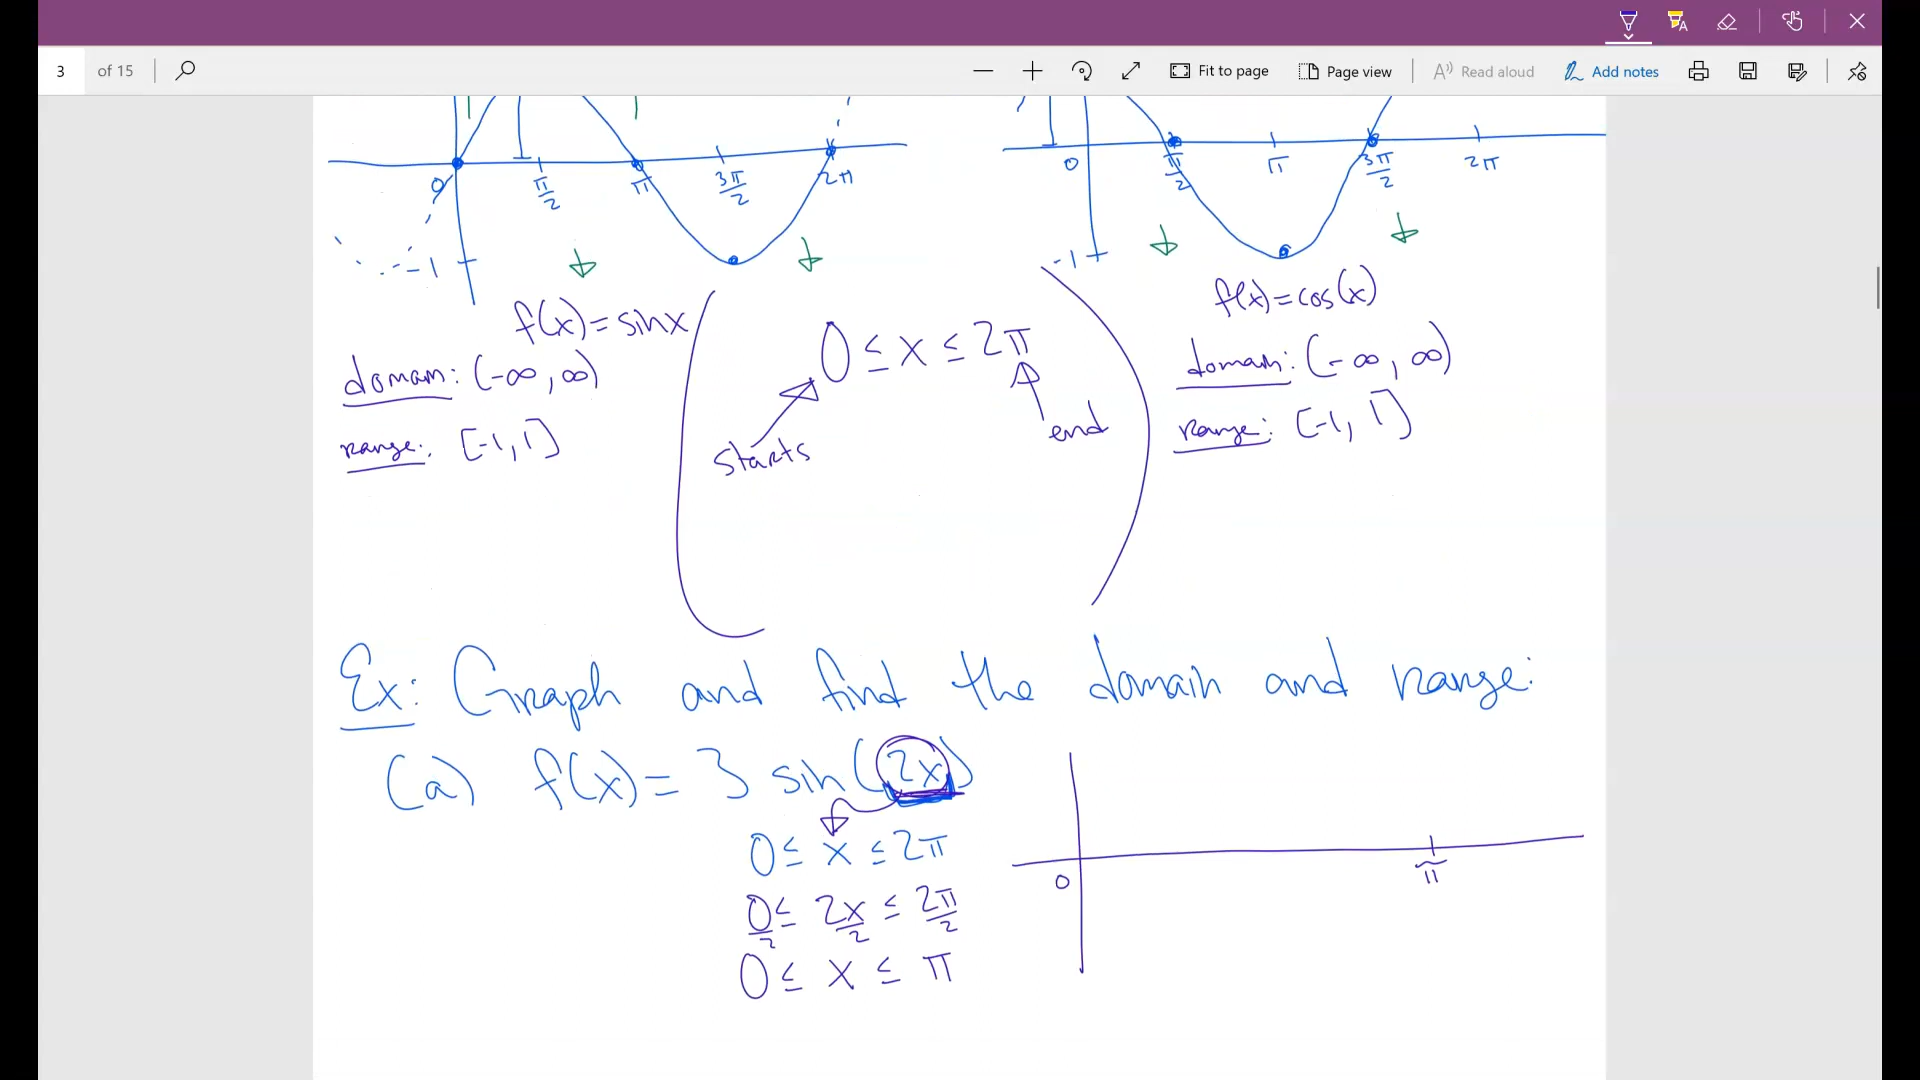 3 of 15 Fit to page Page view Read aloud Add notes
0 π/2 π 3π/2 2π
-1
0 π/2 π 3π/2 2π
-1
f(x)=sinx
domain: (-∞,∞)
range: [-1,1]
0 ≤ x ≤ 2π
starts
end
f(x)=cos(x)
domain: (-∞, ∞)
range: [-1, 1]
Ex: Graph and find the domain and range:
(a) f(x) = 3 sin(2x)
0 ≤ x ≤ 2π
0/2 ≤ 2x/2 ≤ 2π/2
0 ≤ x ≤ π
0 π